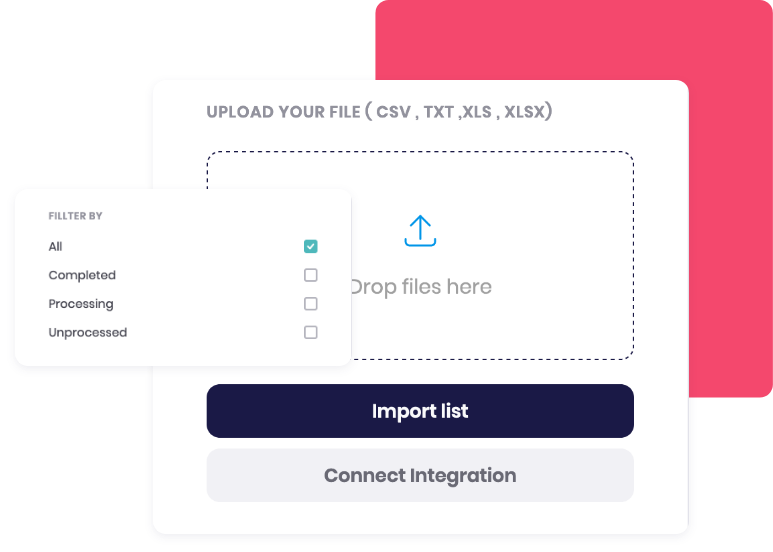 UPLOAD YOUR FILE ( CSV , TXT ,XLS , XLSX)
FILLTER BY
All
Completed
Processing
Unprocessed
Drop files here
Import list
Connect Integration